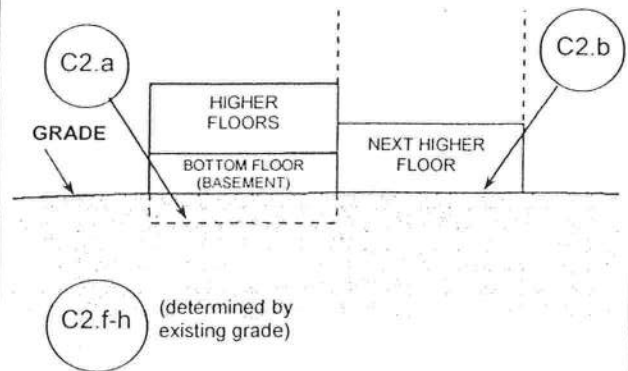 C2.a
C2.b
HIGHER
FLOORS
GRADE
NEXT HIGHER
FLOOR
BOTTOM FLOOR
(BASEMENT)
C2.f-h
(determined by
existing grade)